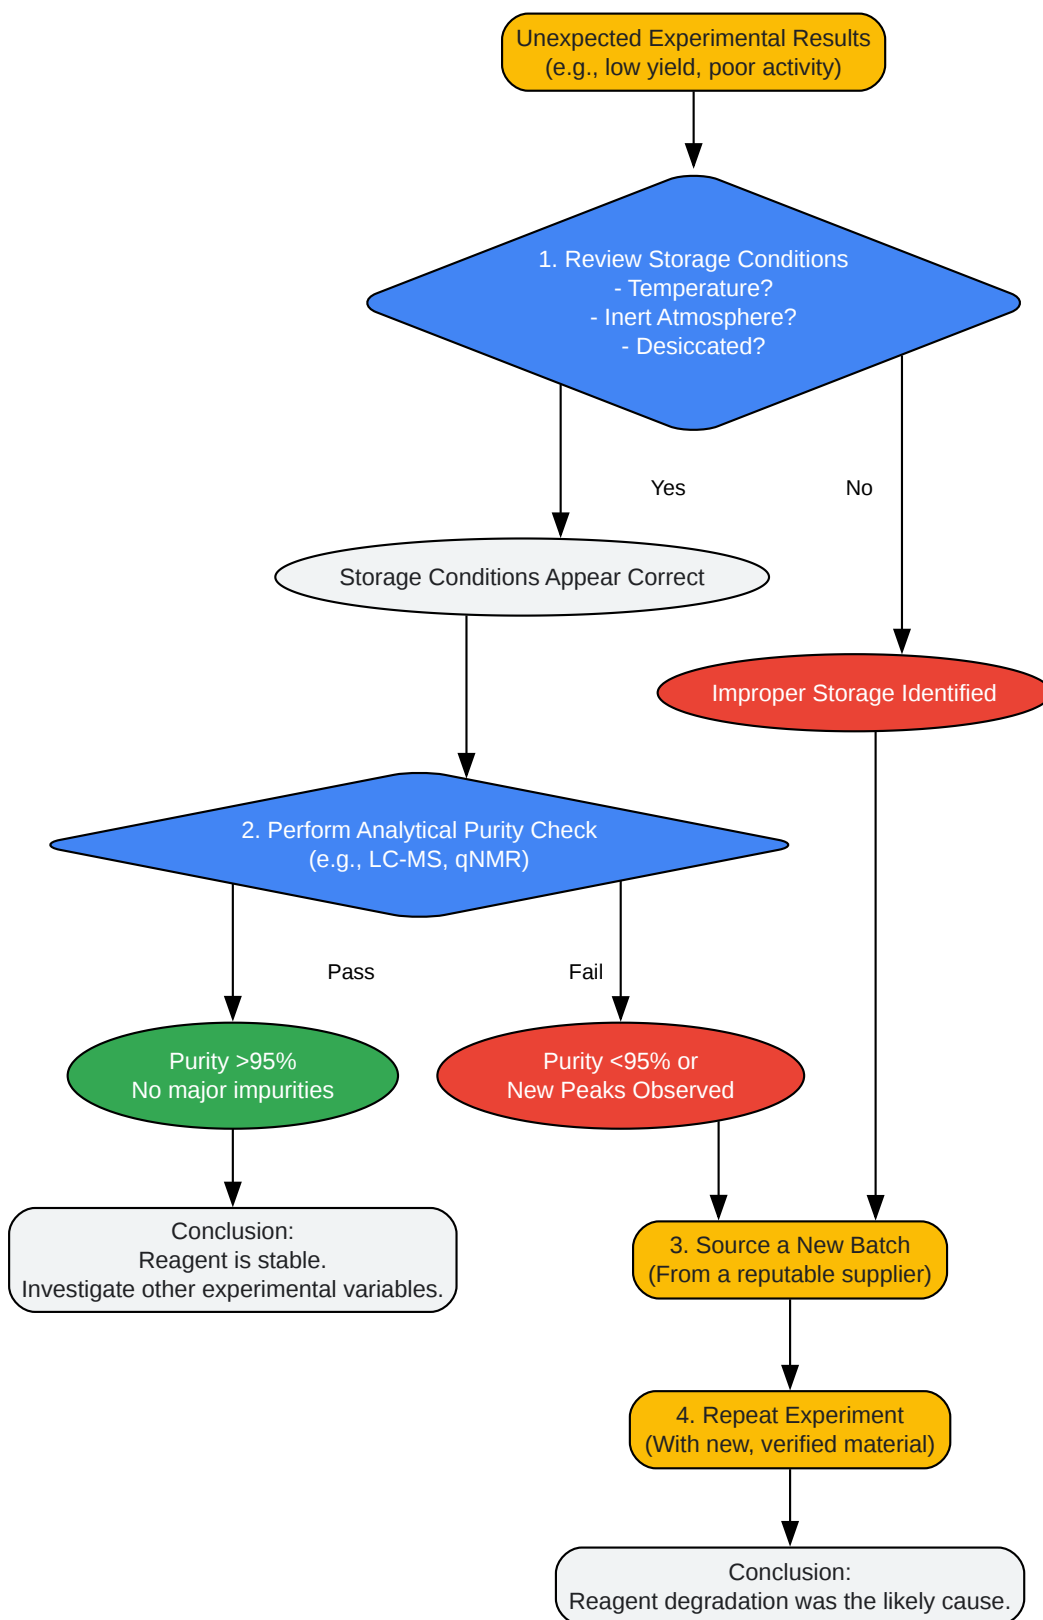 Unexpected Experimental Results
(e.g., low yield, poor activity)
1. Review Storage Conditions
- Temperature?
- Inert Atmosphere?
- Desiccated?
Yes
No
Storage Conditions Appear Correct
Improper Storage Identified
2. Perform Analytical Purity Check
(e.g., LC-MS, qNMR)
Pass
Fail
Purity >95%
No major impurities
Purity <95% or
New Peaks Observed
Conclusion:
Reagent is stable.
Investigate other experimental variables.
3. Source a New Batch
(From a reputable supplier)
4. Repeat Experiment
(With new, verified material)
Conclusion:
Reagent degradation was the likely cause.